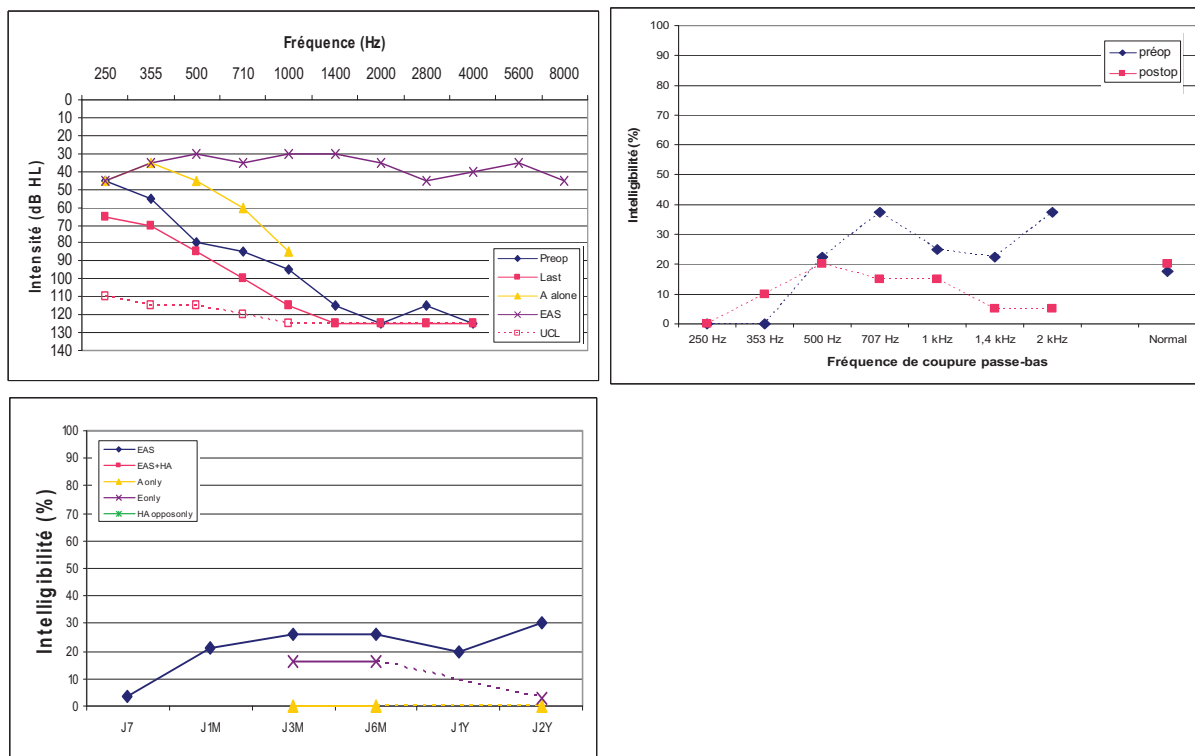 Fréquence (Hz)
250 355 500 710 1000 1400 2000 2800 4000 5600 8000
0
10
20
30
40
50
60
70
80
90
100
110
120
130
140
Intensité (dB HL)
Preop
Last
A alone
EAS
UCL
100
90
80
70
60
50
40
30
20
10
0
Intelligibilité (%)
préop
postop
250 Hz 353 Hz 500 Hz 707 Hz 1 kHz 1,4 kHz 2 kHz Normal
Fréquence de coupure passe-bas
100
90
80
70
60
50
40
30
20
10
0
Intelligibilité (%)
EAS
EAS+HA
A only
E only
HA oppos only
J7 J1M J3M J6M J1Y J2Y